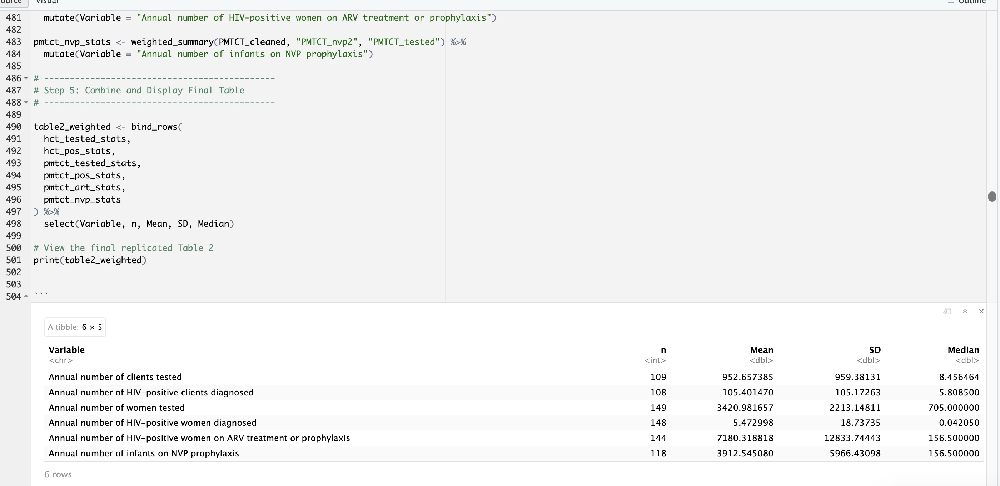 Source Visual Outline
481 mutate(Variable = "Annual number of HIV-positive women on ARV treatment or prophylaxis")
482
483 pmtct_nvp_stats <- weighted_summary(PMTCT_cleaned, "PMTCT_nvp2", "PMTCT_tested") %>%
484 mutate(Variable = "Annual number of infants on NVP prophylaxis")
485
486 # ---------------------------------------------
487 # Step 5: Combine and Display Final Table
488 # ---------------------------------------------
489
490 table2_weighted <- bind_rows(
491 hct_tested_stats,
492 hct_pos_stats,
493 pmtct_tested_stats,
494 pmtct_pos_stats,
495 pmtct_art_stats,
496 pmtct_nvp_stats
497 ) %>%
498 select(Variable, n, Mean, SD, Median)
499
500 # View the final replicated Table 2
501 print(table2_weighted)
502
503
504 ```
A tibble: 6 × 5
Variable n Mean SD Median
<chr> <int> <dbl> <dbl> <dbl>
Annual number of clients tested 109 952.657385 959.38131 8.456464
Annual number of HIV-positive clients diagnosed 108 105.401470 105.17263 5.808500
Annual number of women tested 149 3420.981657 2213.14811 705.000000
Annual number of HIV-positive women diagnosed 148 5.472998 18.73735 0.042050
Annual number of HIV-positive women on ARV treatment or prophylaxis 144 7180.318818 12833.74443 156.500000
Annual number of infants on NVP prophylaxis 118 3912.545080 5966.43098 156.500000
6 rows